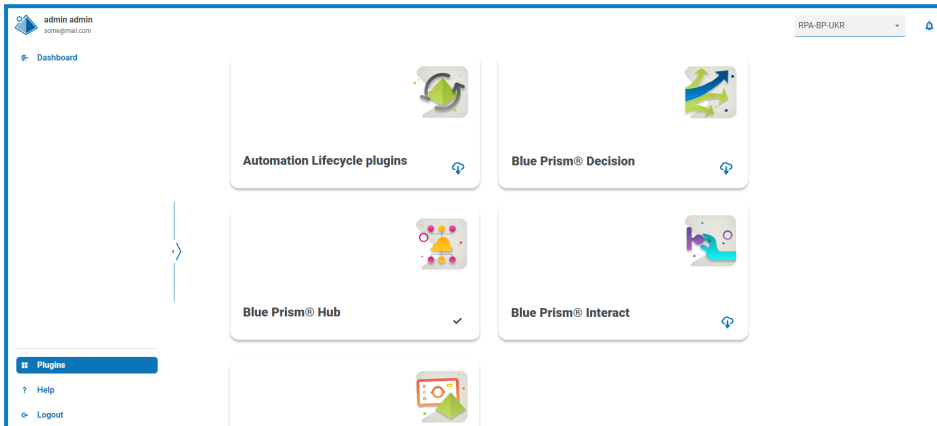 admin admin
some@mail.com
RPA-BP-UKR
Dashboard
Automation Lifecycle plugins
Blue Prism® Decision
Blue Prism® Hub
Blue Prism® Interact
Plugins
? Help
Logout